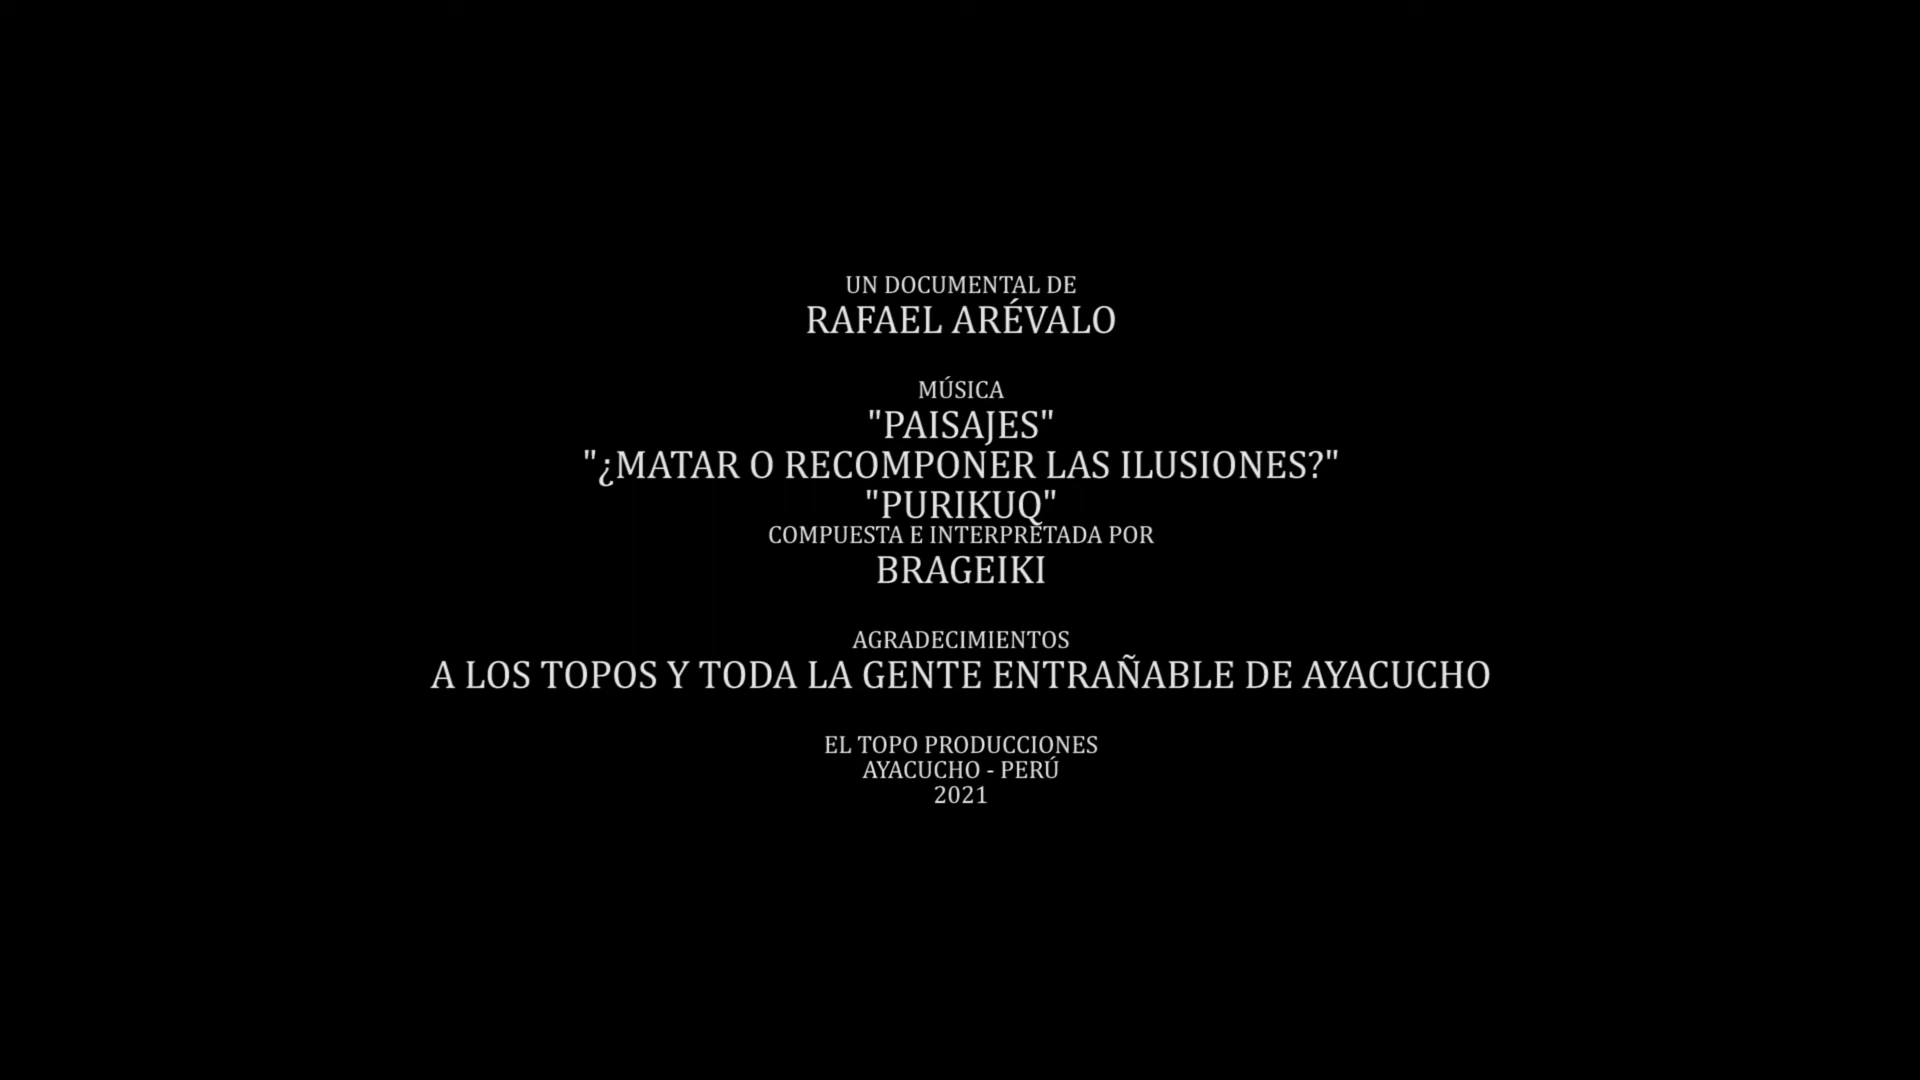 UN DOCUMENTAL DE
RAFAEL ARÉVALO
MÚSICA
"PAISAJES"
"¿MATAR O RECOMPONER LAS ILUSIONES?"
"PURIKUQ"
COMPUESTA E INTERPRETADA POR
BRAGEIKI
AGRADECIMIENTOS
A LOS TOPOS Y TODA LA GENTE ENTRAÑABLE DE AYACUCHO
EL TOPO PRODUCCIONES
AYACUCHO - PERÚ
2021